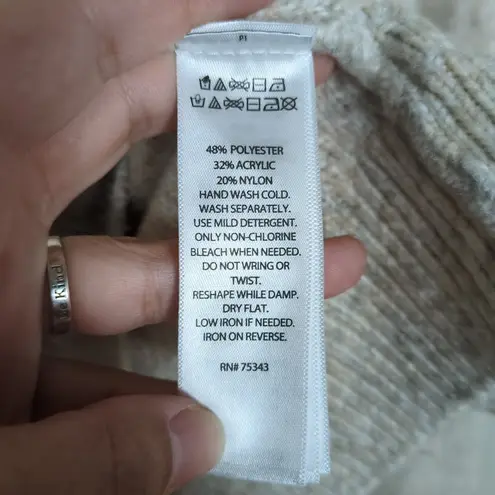 PI
48% POLYESTER
32% ACRYLIC
20% NYLON
HAND WASH COLD.
WASH SEPARATELY.
USE MILD DETERGENT.
ONLY NON-CHLORINE
BLEACH WHEN NEEDED.
DO NOT WRING OR
TWIST.
RESHAPE WHILE DAMP.
DRY FLAT.
LOW IRON IF NEEDED.
IRON ON REVERSE.
RN# 75343
Kind